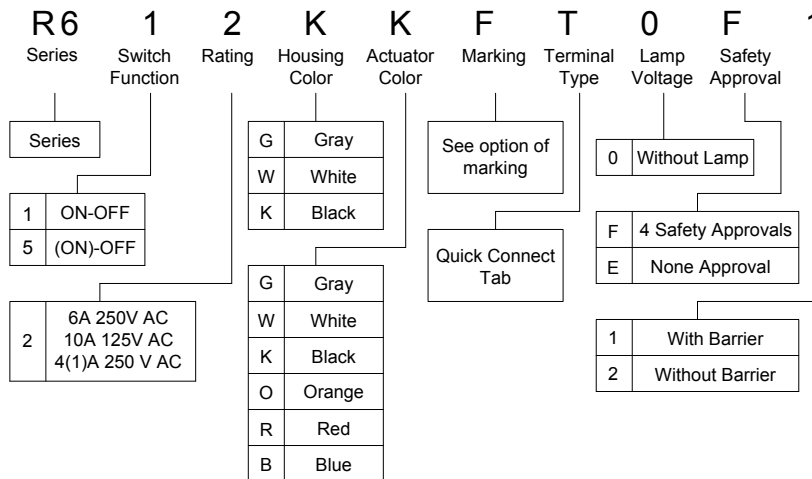 R6 1 2 K K F T 0 F
Series
Switch Function
Rating
Housing Color
Actuator Color
Marking
Terminal Type
Lamp Voltage
Safety Approval
Series
1 ON-OFF
5 (ON)-OFF
2 6A 250V AC
10A 125V AC
4(1)A 250 V AC
G Gray
W White
K Black
G Gray
W White
K Black
O Orange
R Red
B Blue
See option of
marking
Quick Connect
Tab
0 Without Lamp
F 4 Safety Approvals
E None Approval
1 With Barrier
2 Without Barrier